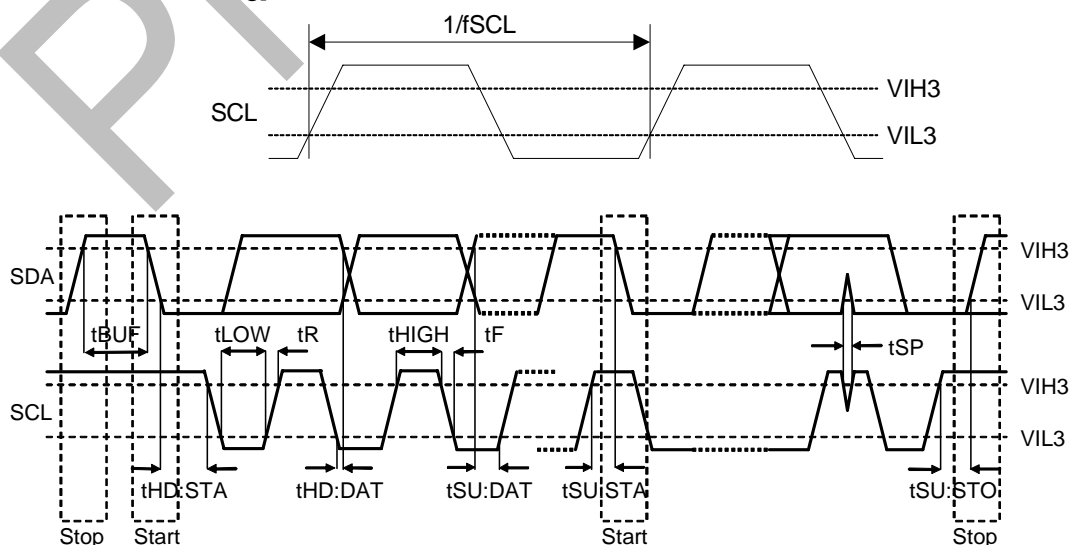 1/fSCL
VIH3
SCL
VIL3
VIH3
SDA
VIL3
tBUF tLOW tR tHIGH tF
tSP
VIH3
SCL
VIL3
tHD:STA tHD:DAT tSU:DAT tSU:STA tSU:STO
Stop Start Start Stop